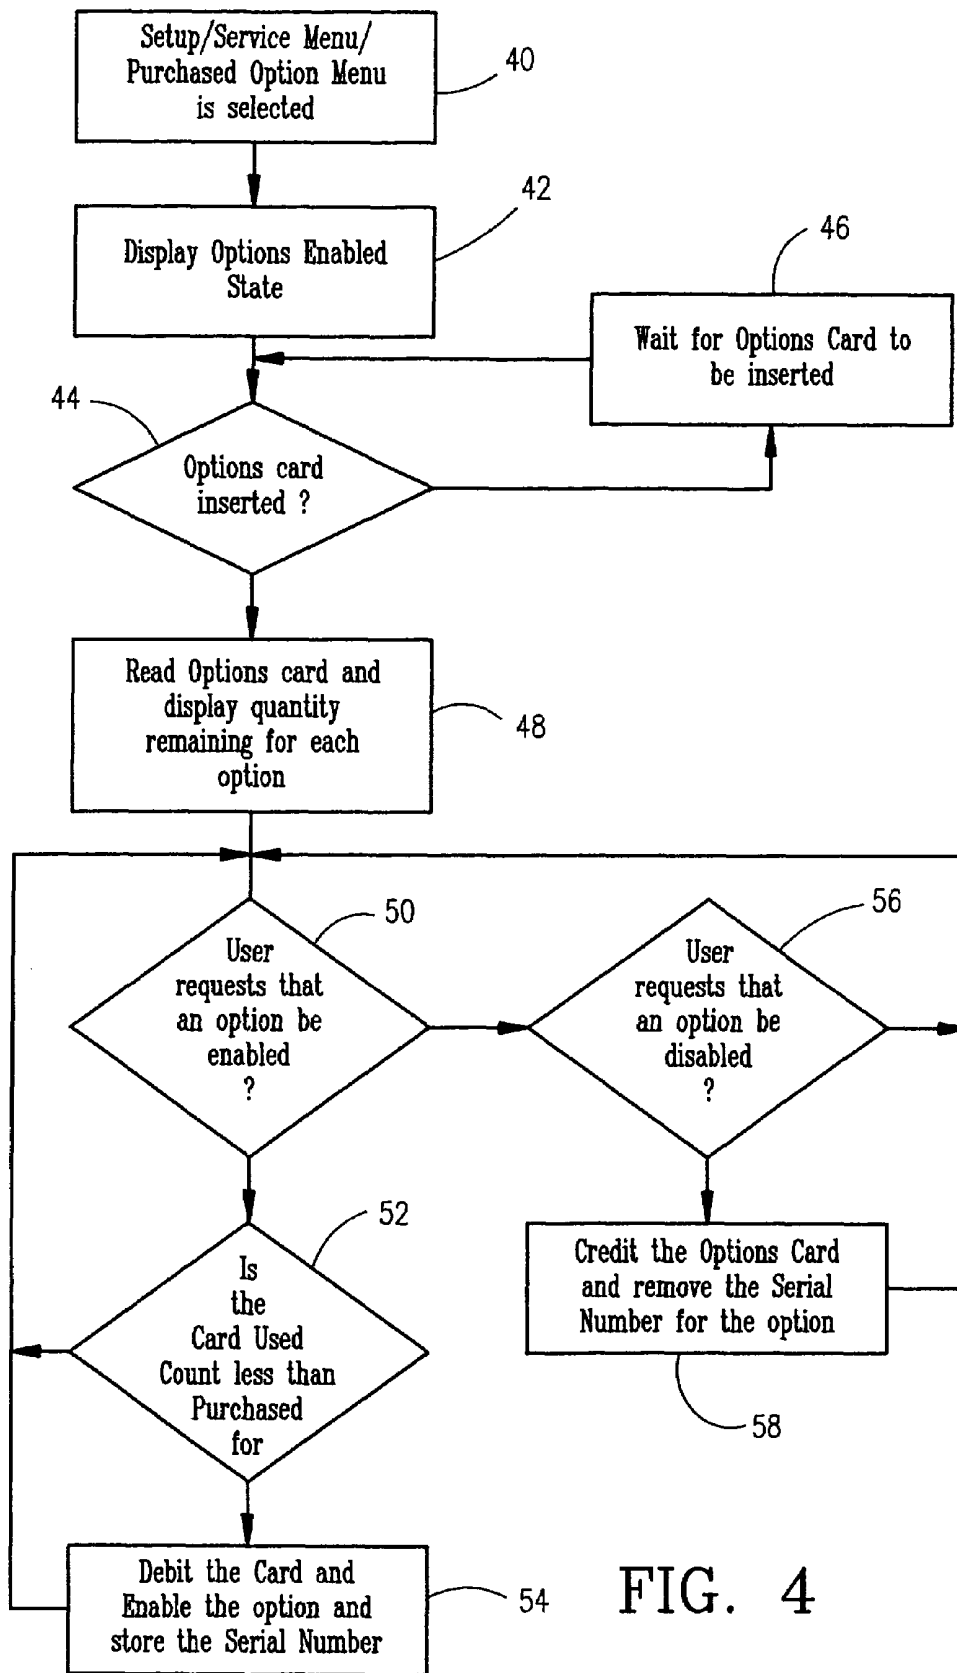 Setup/Service Menu/
Purchased Option Menu
is selected
40
Display Options Enabled
State
42
Wait for Options Card to
be inserted
46
Options card
inserted ?
44
Read Options card and
display quantity
remaining for each
option
48
User
requests that
an option be
enabled
?
50
User
requests that
an option be
disabled
?
56
Is
the
Card Used
Count less than
Purchased
for
52
Credit the Options Card
and remove the Serial
Number for the option
58
Debit the Card and
Enable the option and
store the Serial Number
54
FIG. 4